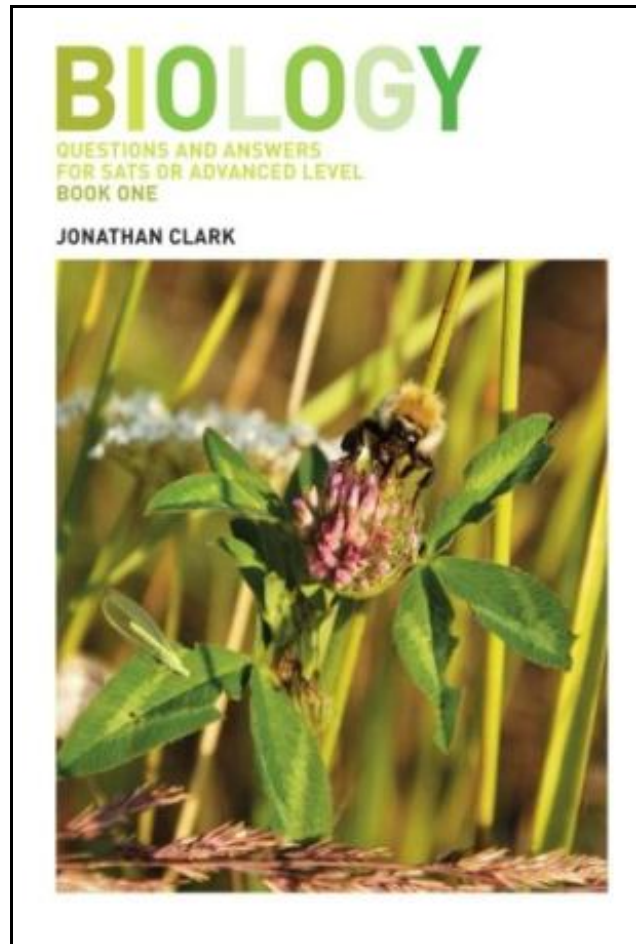 BIOLOGY
QUESTIONS AND ANSWERS
FOR SATS OR ADVANCED LEVEL
BOOK ONE
JONATHAN CLARK